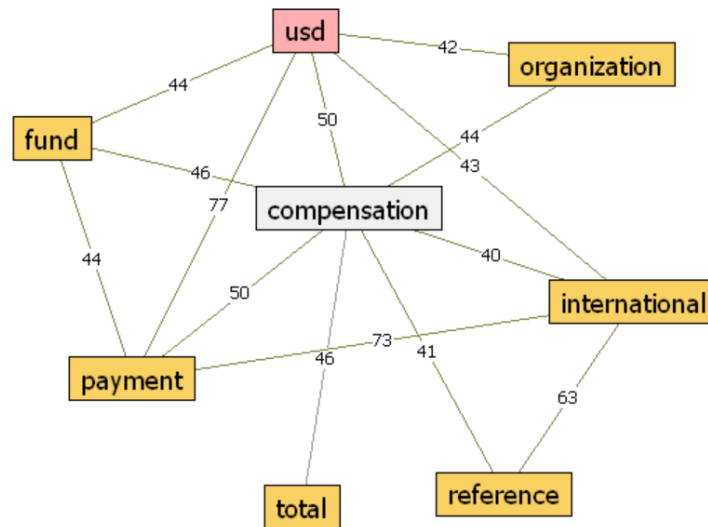 usd
42
organization
44
50
44
fund
43
46
77
compensation
44
50
40
international
73
46
41
payment
63
reference
total